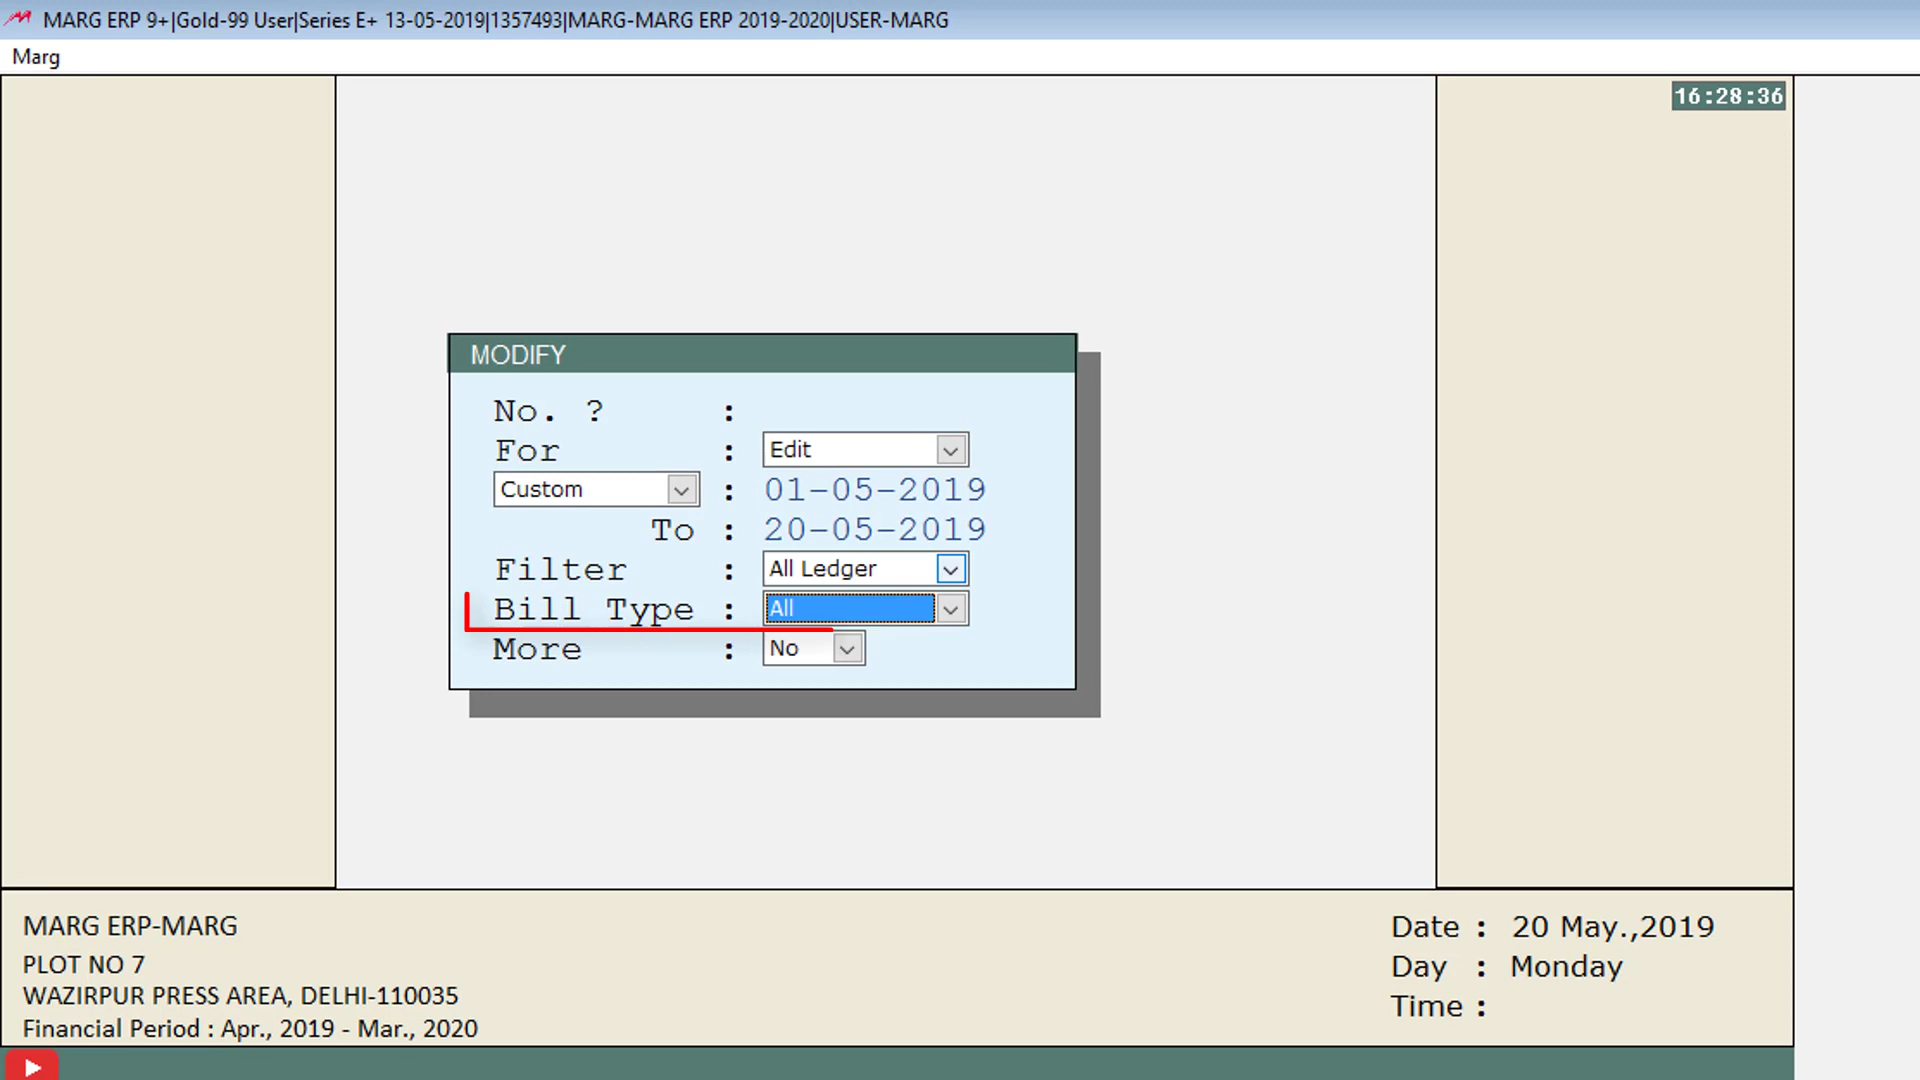 MARG ERP 9+|Gold-99 User|Series E+ 13-05-2019|1357493|MARG-MARG ERP 2019-2020|USER-MARG
Marg
16:28:36
MODIFY
No. ? :
For : Edit
Custom : 01-05-2019
To : 20-05-2019
Filter : All Ledger
Bill Type : All
More : No
MARG ERP-MARG
PLOT NO 7
WAZIRPUR PRESS AREA, DELHI-110035
Financial Period : Apr., 2019 - Mar., 2020
Date : 20 May.,2019
Day : Monday
Time :